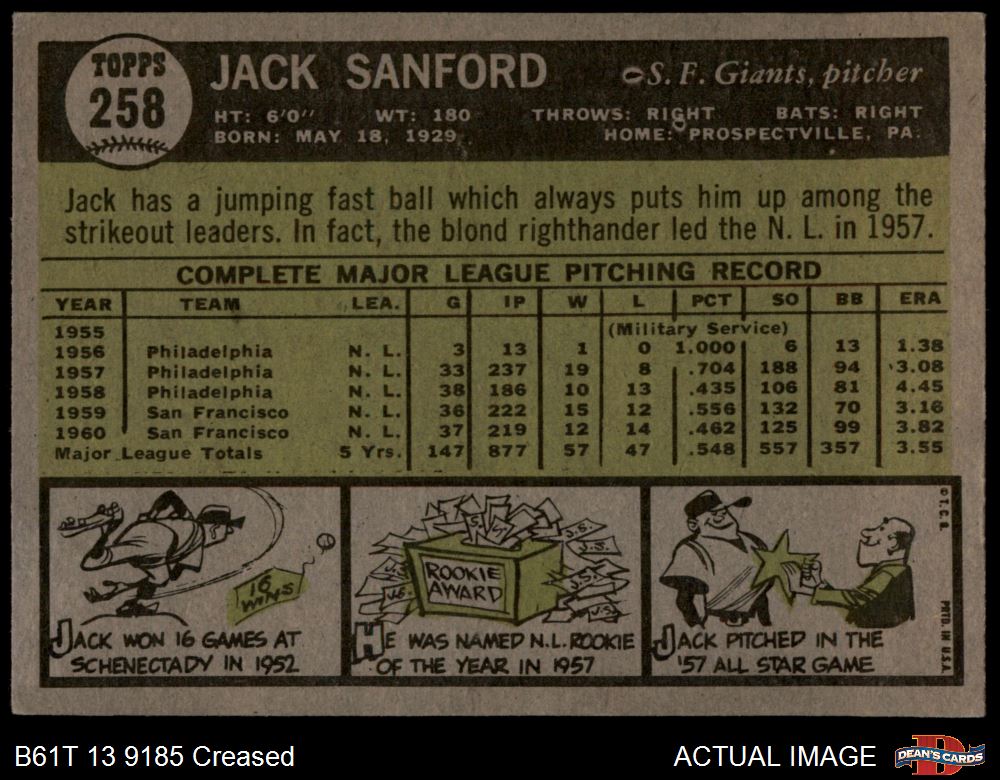 TOPPS
258
JACK SANFORD
S. F. Giants, pitcher
HT: 6'0" WT: 180 THROWS: RIGHT BATS: RIGHT
BORN: MAY 18, 1929 HOME: PROSPECTVILLE, PA.
Jack has a jumping fast ball which always puts him up among the
strikeout leaders. In fact, the blond righthander led the N. L. in 1957.
COMPLETE MAJOR LEAGUE PITCHING RECORD
YEAR TEAM LEA. G IP W L PCT SO BB ERA
1955 (Military Service)
1956 Philadelphia N. L. 3 13 1 0 1.000 6 13 1.38
1957 Philadelphia N. L. 33 237 19 8 .704 188 94 3.08
1958 Philadelphia N. L. 38 186 10 13 .435 106 81 4.45
1959 San Francisco N. L. 36 222 15 12 .556 132 70 3.16
1960 San Francisco N. L. 37 219 12 14 .462 125 99 3.82
Major League Totals 5 Yrs. 147 877 57 47 .548 557 357 3.55
16
WINS
JACK WON 16 GAMES AT
SCHENECTADY IN 1952
J.S.
J.S.
J.S.
J.S.
ROOKIE
AWARD
HE WAS NAMED N.L. ROOKIE
OF THE YEAR IN 1957
JACK PITCHED IN THE
'57 ALL STAR GAME
© T. C. G.
PRTD. IN U.S.A.
B61T 13 9185 Creased
ACTUAL IMAGE
DEAN'S CARDS